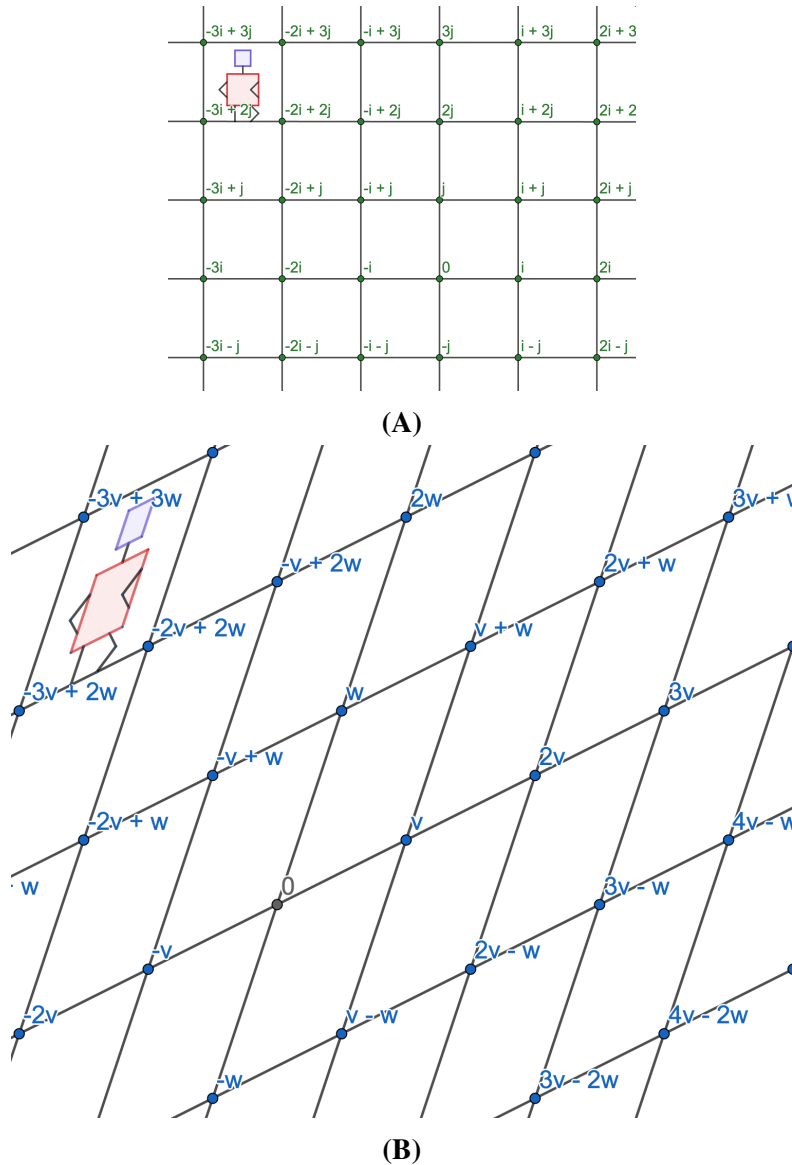 -3i + 3j -2i + 3j -i + 3j 3j i + 3j 2i + 3
-3i + 2j -2i + 2j -i + 2j 2j i + 2j 2i + 2
-3i + j -2i + j -i + j j i + j 2i + j
-3i -2i -i 0 i 2i
-3i - j -2i - j -i - j -j i - j 2i - j
(A)
-3v + 3w 2w 3v + w
-v + 2w 2v + w
-2v + 2w v + w
-3v + 2w w 3v
-v + w 2v
-2v + w v 4v - w
w 0 3v - w
-v 2v - w
-2v v - w 4v - 2w
-w 3v - 2w
(B)